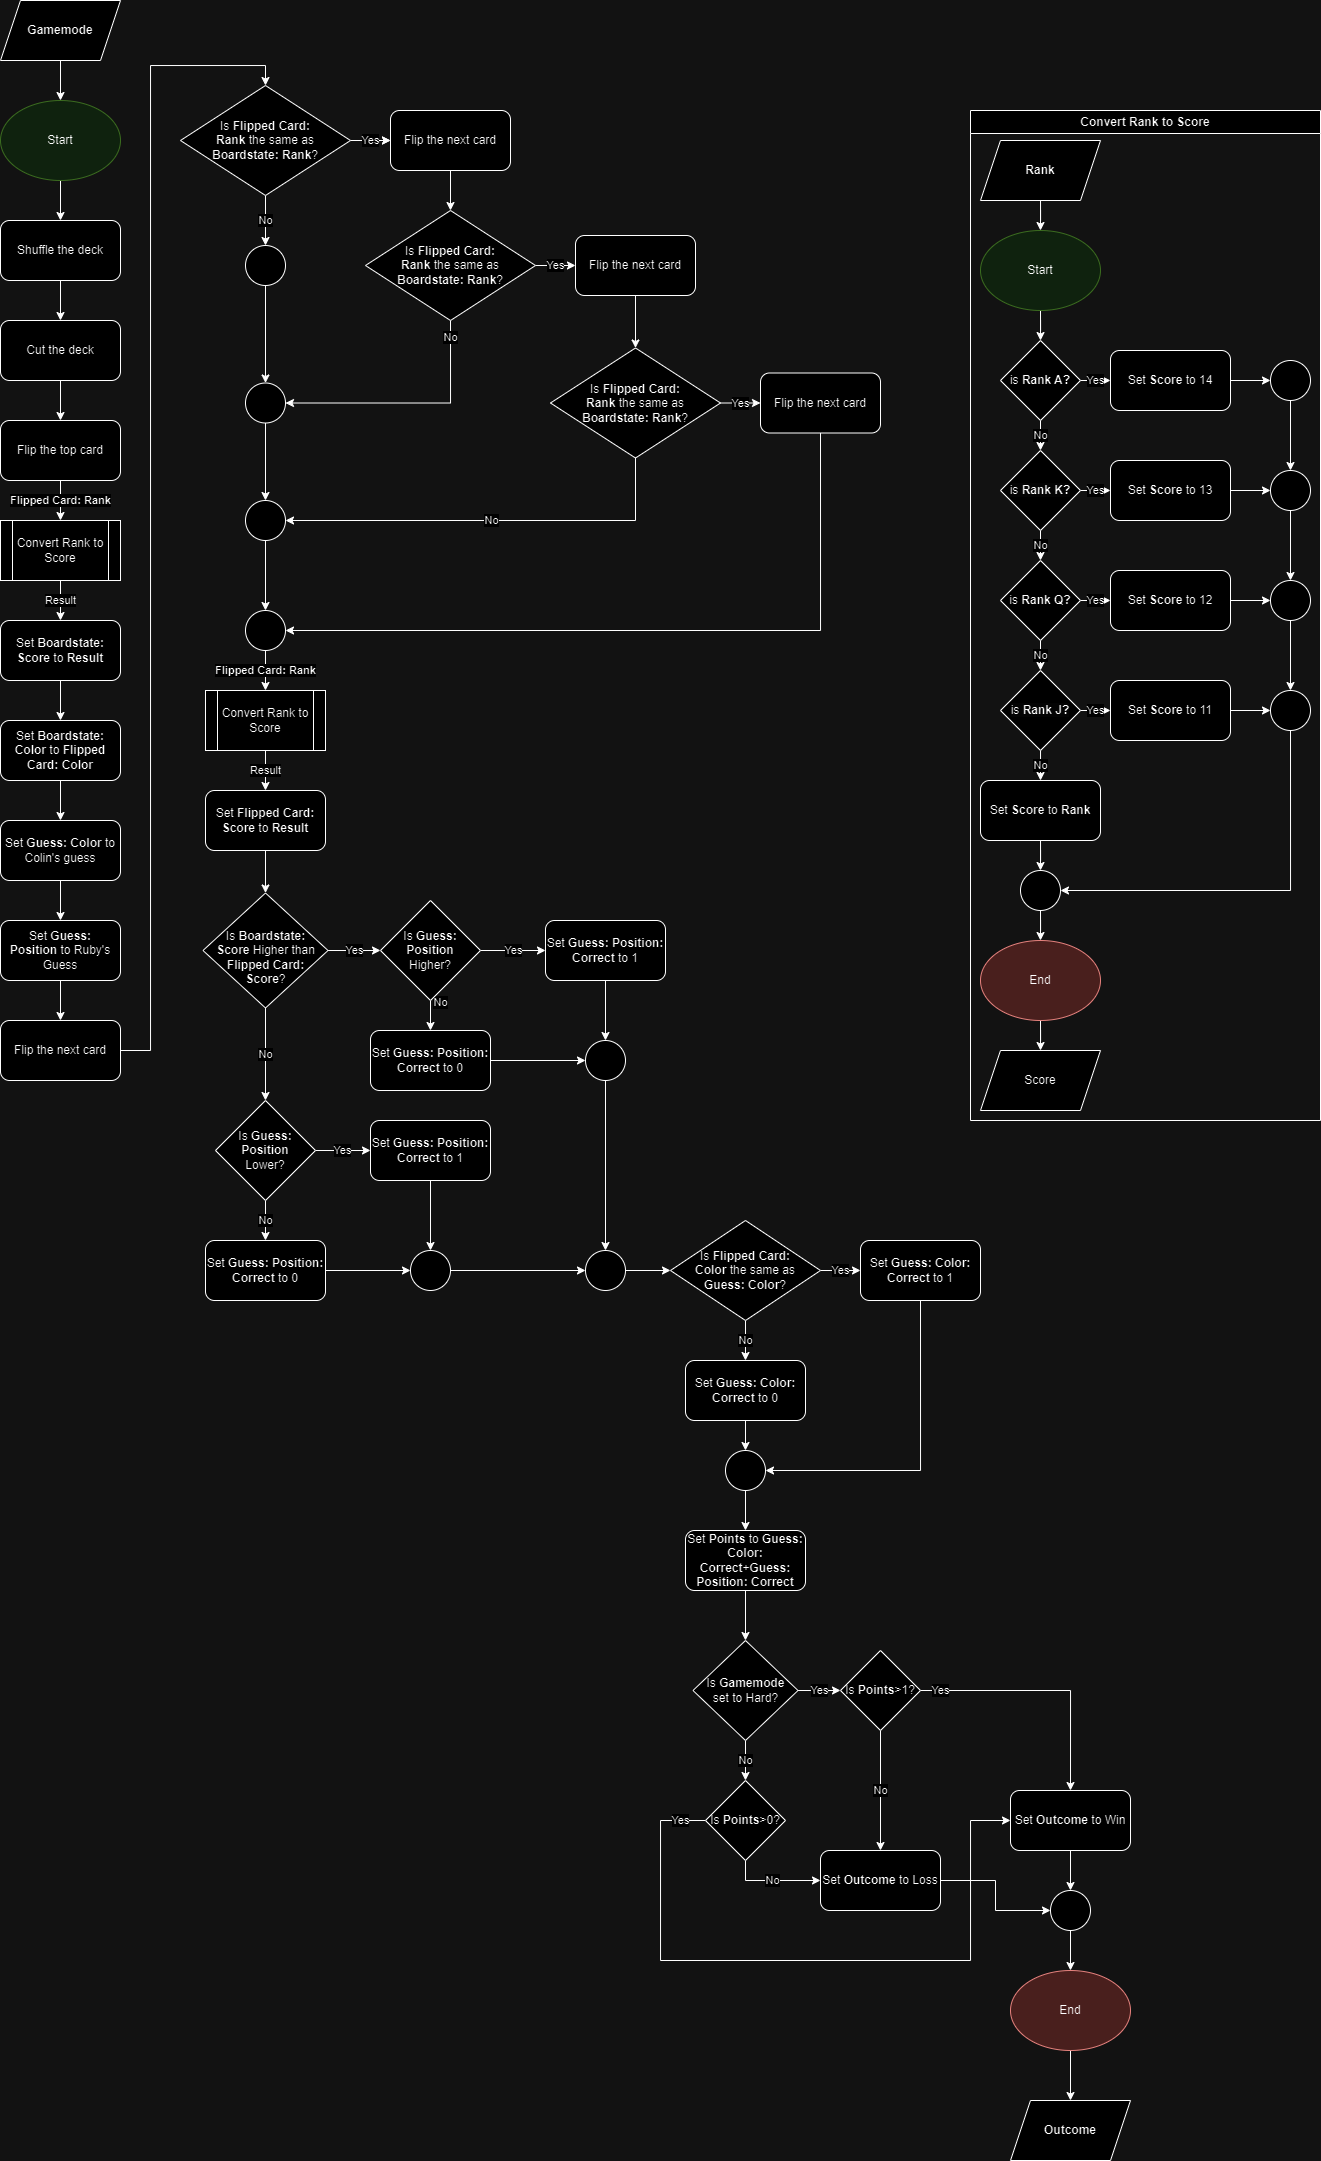 Gamemode
Start
Shuffle the deck
Cut the deck
Flip the top card
Flipped Card: Rank
Convert Rank to
Score
Result
Set Boardstate:
Score to Result
Set Boardstate:
Color to Flipped
Card: Color
Set Guess: Color to
Colin's guess
Set Guess:
Position to Ruby's
Guess
Flip the next card
Is Flipped Card:
Rank the same as
Boardstate: Rank?
Yes
Flip the next card
No
Is Flipped Card:
Rank the same as
Boardstate: Rank?
Yes
Flip the next card
No
Is Flipped Card:
Rank the same as
Boardstate: Rank?
Yes
Flip the next card
No
Flipped Card: Rank
Convert Rank to
Score
Result
Set Flipped Card:
Score to Result
Is Boardstate:
Score Higher than
Flipped Card:
Score?
Yes
Is Guess:
Position
Higher?
Yes
Set Guess: Position:
Correct to 1
No
Set Guess: Position:
Correct to 0
No
Is Guess:
Position
Lower?
Yes
Set Guess: Position:
Correct to 1
No
Set Guess: Position:
Correct to 0
Is Flipped Card:
Color the same as
Guess: Color?
Yes
Set Guess: Color:
Correct to 1
No
Set Guess: Color:
Correct to 0
Set Points to Guess:
Color:
Correct+Guess:
Position: Correct
Is Gamemode
set to Hard?
Yes
Is Points>1?
Yes
No
No
Is Points>0?
Yes
No
Set Outcome to Loss
Set Outcome to Win
End
Outcome
Convert Rank to Score
Rank
Start
is Rank A?
Yes
Set Score to 14
No
is Rank K?
Yes
Set Score to 13
No
is Rank Q?
Yes
Set Score to 12
No
is Rank J?
Yes
Set Score to 11
No
Set Score to Rank
End
Score